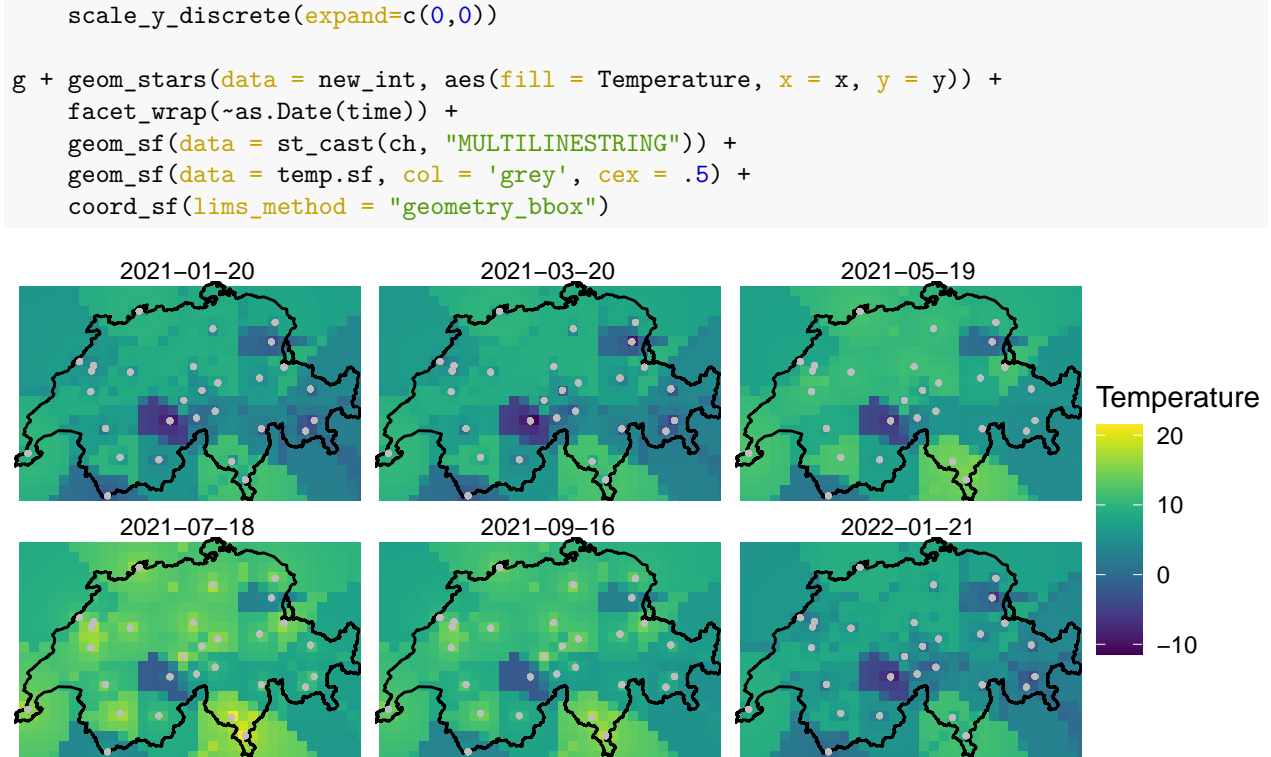 scale_y_discrete(expand=c(0,0))
g + geom_stars(data = new_int, aes(fill = Temperature, x = x, y = y)) +
facet_wrap(~as.Date(time)) +
geom_sf(data = st_cast(ch, "MULTILINESTRING")) +
geom_sf(data = temp.sf, col = 'grey', cex = .5) +
coord_sf(lims_method = "geometry_bbox")
2021−01−20
2021−03−20
2021−05−19
2021−07−18
2021−09−16
2022−01−21
Temperature
20
10
0
−10